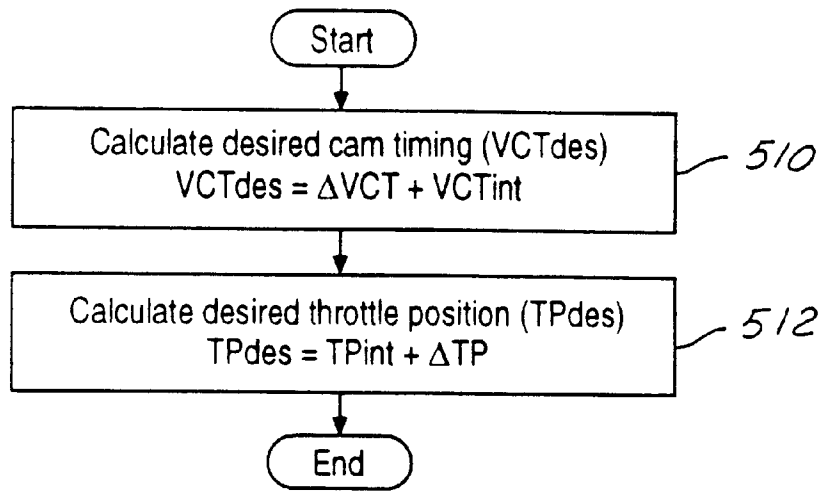 Start
Calculate desired cam timing (VCTdes)
VCTdes = ΔVCT + VCTint
510
Calculate desired throttle position (TPdes)
TPdes = TPint + ΔTP
512
End